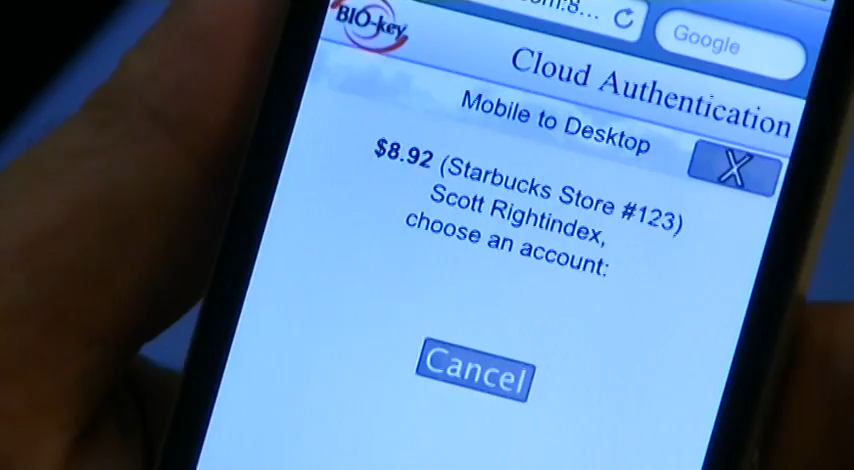 om:8...
Google
BIO-key
Cloud Authentication
Mobile to Desktop
X
$8.92 (Starbucks Store #123)
Scott Rightindex,
choose an account:
Cancel